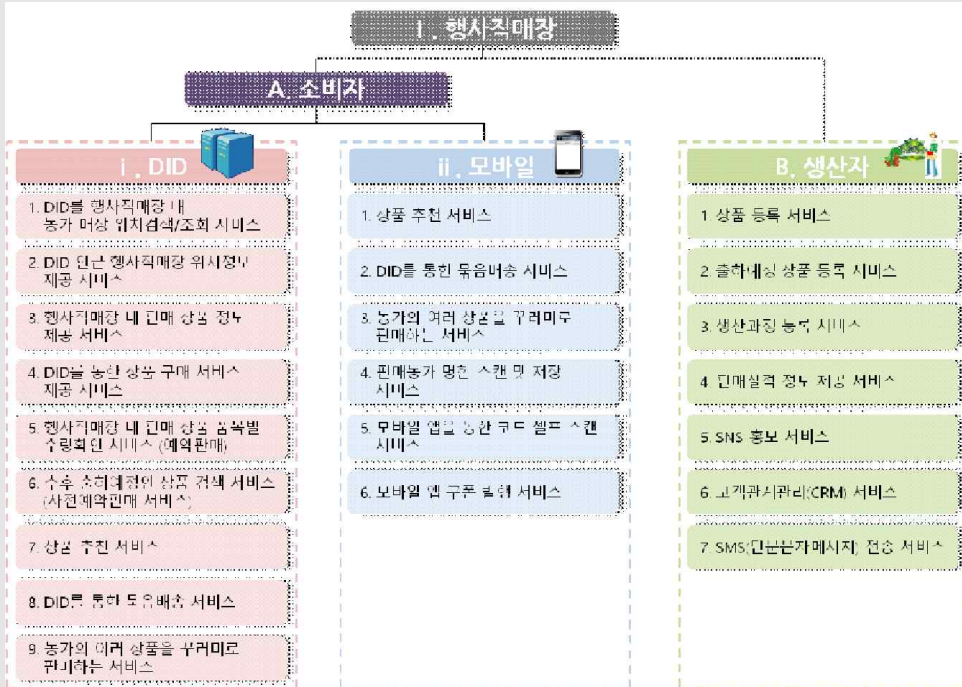 I. 행사직매장
A. 소비자
i. DID
1. DID를 행사직매장 내
농가 매장 위치검색/조회 서비스
2. DID 인근 행사직매장 위치정보
제공 서비스
3. 행사직매장 내 판매 상품 정보
제공 서비스
4. DID를 통한 상품 구매 서비스
제공 서비스
5. 행사직매장 내 판매 상품 품목별
수량확인 서비스 (예약판매)
6. 추후 출하예정인 상품 검색 서비스
(사전예약판매 서비스)
7. 상품 추천 서비스
8. DID를 통한 묶음배송 서비스
9. 농가의 여러 상품을 꾸러미로
판매하는 서비스
ii. 모바일
1. 상품 추천 서비스
2. DID를 통한 묶음배송 서비스
3. 농가의 여러 상품을 꾸러미로
판매하는 서비스
4. 판매농가 명함 스캔 및 저장
서비스
5. 모바일 앱을 통한 코드 셀프 스캔
서비스
6. 모바일 앱 쿠폰 발행 서비스
B. 생산자
1. 상품 등록 서비스
2. 출하대상 상품 등록 서비스
3. 생산과정 등록 서비스
4. 판매실적 정보 제공 서비스
5. SNS 홍보 서비스
6. 고객관계관리(CRM) 서비스
7. SMS(단문문자메시지) 전송 서비스